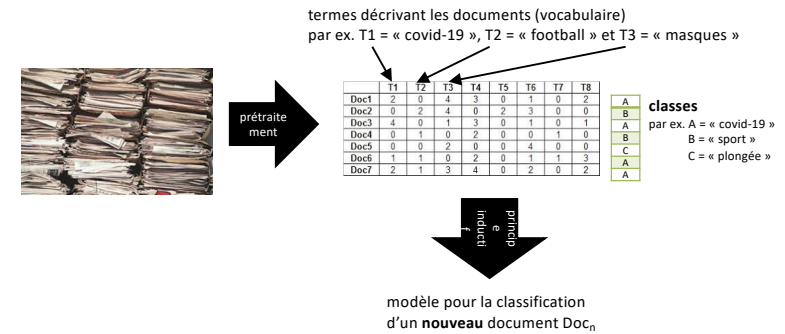 termes décrivant les documents (vocabulaire)
par ex. T1 = « covid-19 », T2 = « football » et T3 = « masques »
prétraite
ment
T1 T2 T3 T4 T5 T6 T7 T8
Doc1 2 0 4 3 0 1 0 2
Doc2 0 2 4 0 2 3 0 0
Doc3 4 0 1 3 0 1 0 1
Doc4 0 1 0 2 0 0 1 0
Doc5 0 0 2 0 0 4 0 0
Doc6 1 1 0 2 0 1 1 3
Doc7 2 1 3 4 0 2 0 2
A
B
A
B
C
A
A
classes
par ex. A = « covid-19 »
B = « sport »
C = « plongée »
princip
e
inducti
f
modèle pour la classification
d'un nouveau document Docn